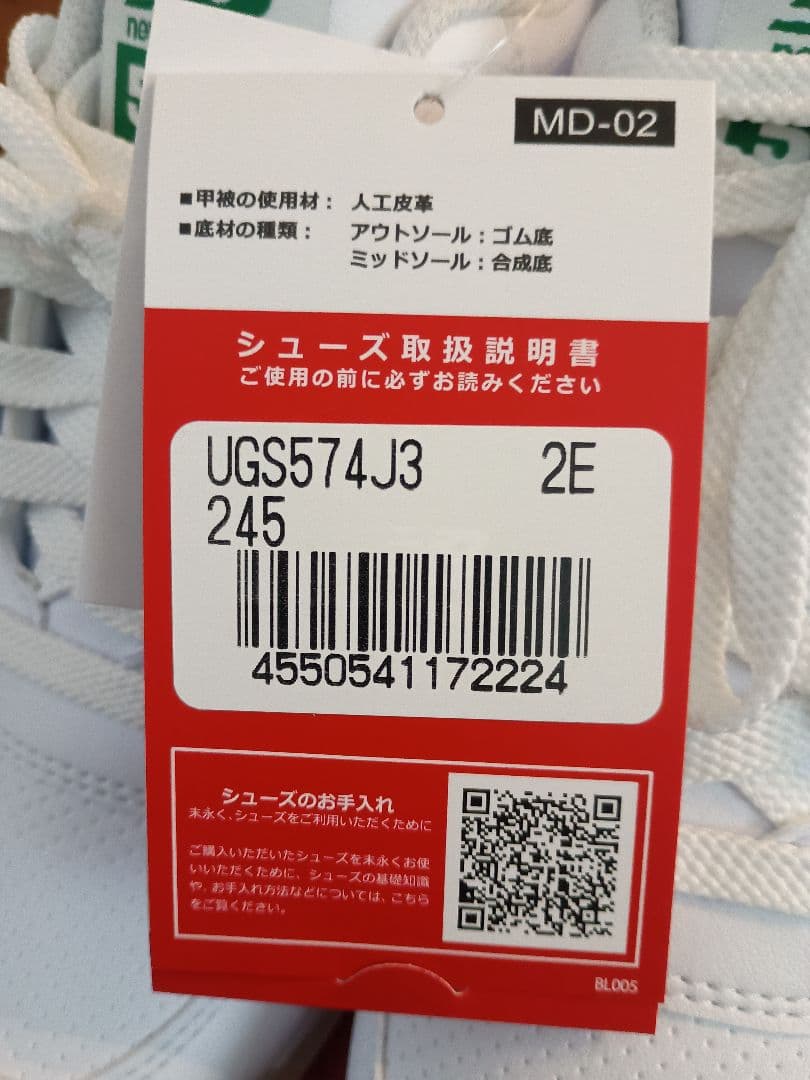 MD-02
■甲被の使用材： 人工皮革
■底材の種類： アウトソール：ゴム底
ミッドソール：合成底
シューズ取扱説明書
ご使用の前に必ずお読みください
UGS574J3 2E
245
4550541172224
シューズのお手入れ
末永く、シューズをご利用いただくために
ご購入いただいたシューズを末永くお使
いいただくために、シューズの基礎知識
や、お手入れ方法などについては、こちら
をご覧ください。
BL005